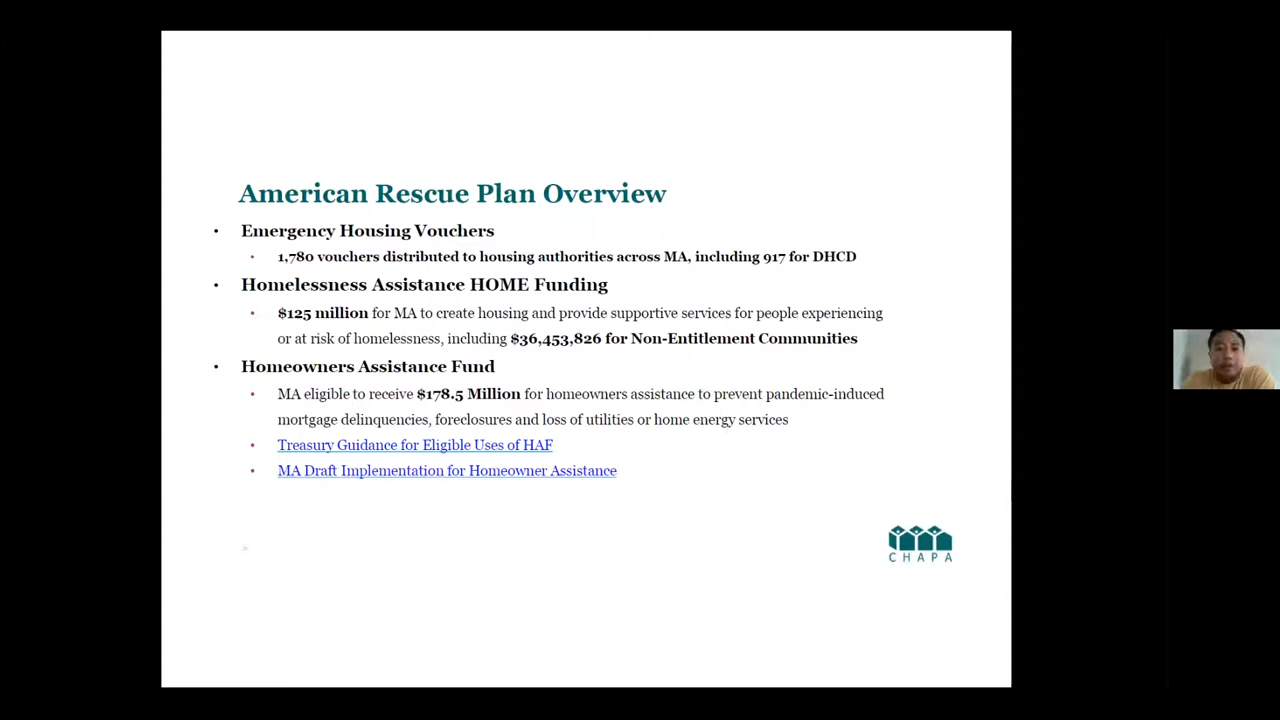 American Rescue Plan Overview
• Emergency Housing Vouchers
• 1,780 vouchers distributed to housing authorities across MA, including 917 for DHCD
• Homelessness Assistance HOME Funding
• $125 million for MA to create housing and provide supportive services for people experiencing
or at risk of homelessness, including $36,453,826 for Non-Entitlement Communities
• Homeowners Assistance Fund
• MA eligible to receive $178.5 Million for homeowners assistance to prevent pandemic-induced
mortgage delinquencies, foreclosures and loss of utilities or home energy services
• Treasury Guidance for Eligible Uses of HAF
• MA Draft Implementation for Homeowner Assistance
CHAPA